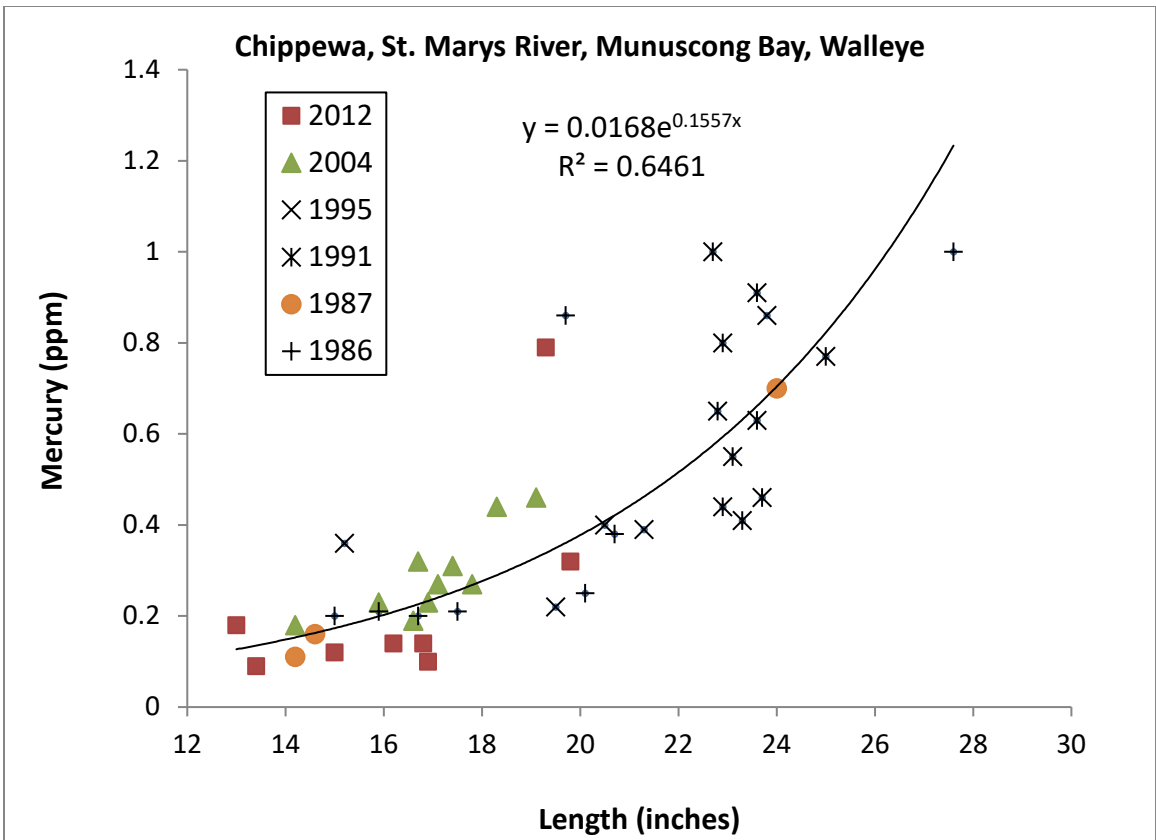 Chippewa, St. Marys River, Munuscong Bay, Walleye
1.4
1.2
1
0.8
0.6
0.4
0.2
0
Mercury (ppm)
2012
2004
1995
1991
1987
1986
y = 0.0168e^0.1557x
R² = 0.6461
12 14 16 18 20 22 24 26 28 30
Length (inches)